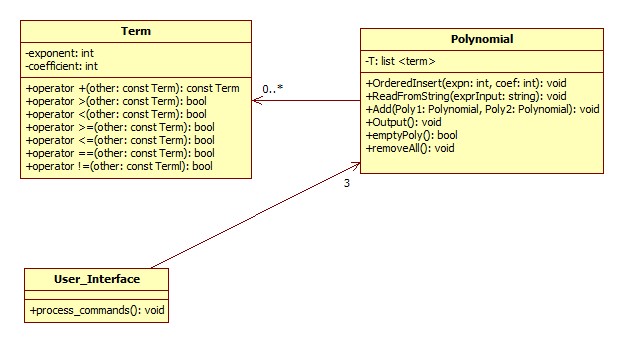 Term
-exponent: int
-coefficient: int
+operator +(other: const Term): const Term
+operator >(other: const Term): bool
+operator <(other: const Term): bool
+operator >=(other: const Term): bool
+operator <=(other: const Term): bool
+operator ==(other: const Term): bool
+operator !=(other: const Terml): bool
0..*
Polynomial
-T: list <term>
+OrderedInsert(expn: int, coef: int): void
+ReadFromString(exprInput: string): void
+Add(Poly1: Polynomial, Poly2: Polynomial): void
+Output(): void
+emptyPoly(): bool
+removeAll(): void
3
User_Interface
+process_commands(): void